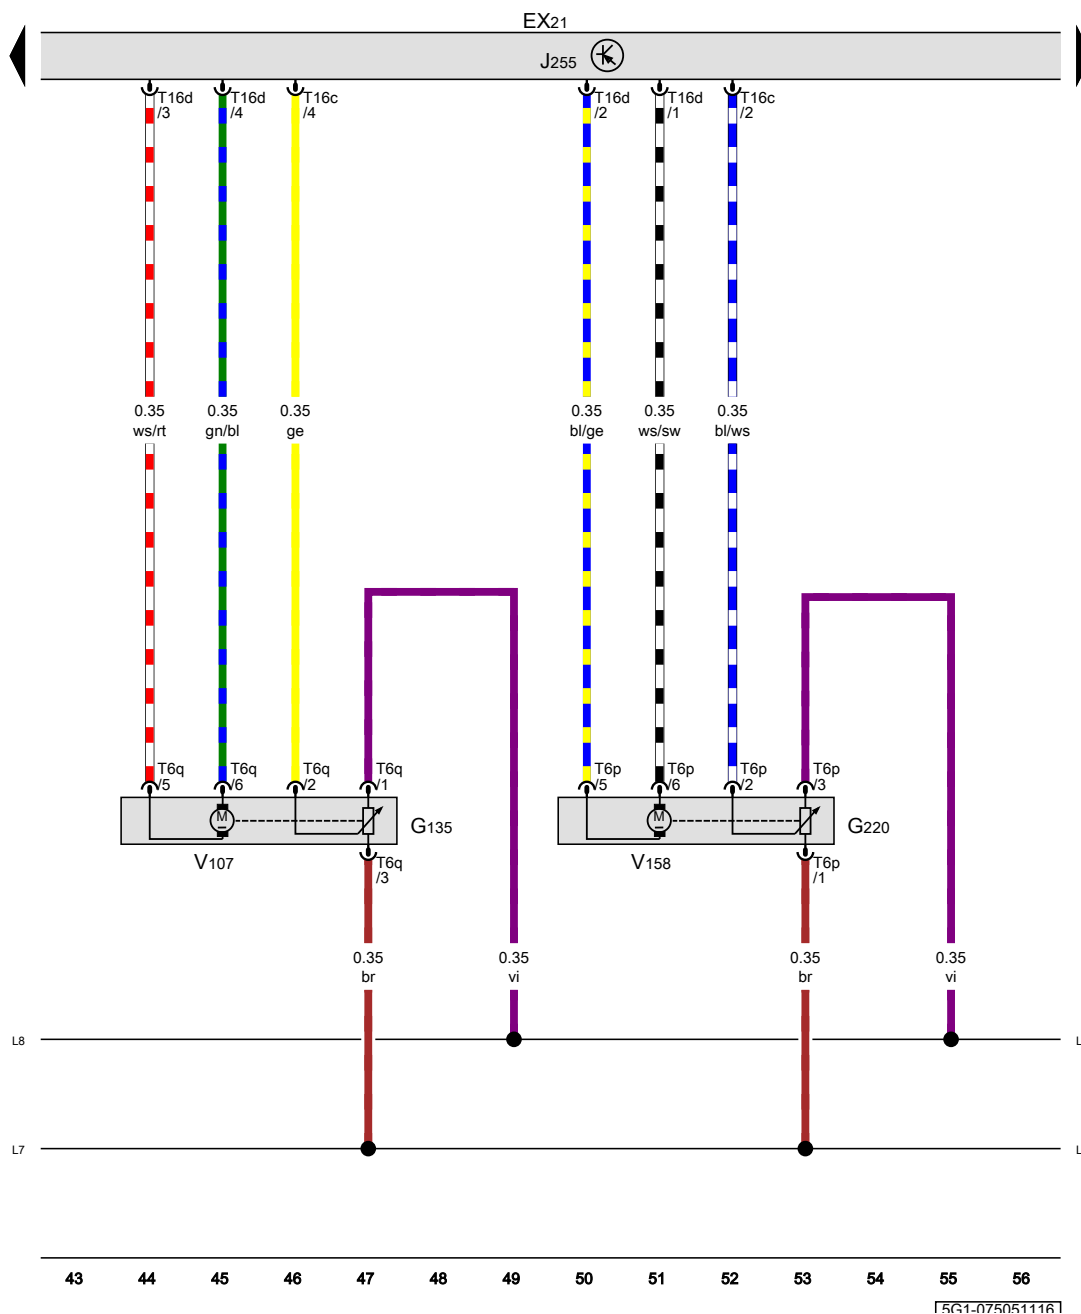 EX21
J255
T16d
/3
T16d
/4
T16c
/4
T16d
/2
T16d
/1
T16c
/2
0.35
ws/rt
0.35
gn/bl
0.35
ge
0.35
bl/ge
0.35
ws/sw
0.35
bl/ws
T6q
/5
T6q
/6
T6q
/2
T6q
/1
T6p
/5
T6p
/6
T6p
/2
T6p
/3
M
G135
M
G220
V107
T6q
/3
V158
T6p
/1
0.35
br
0.35
vi
0.35
br
0.35
vi
L8
L
L7
L
43 44 45 46 47 48 49 50 51 52 53 54 55 56
5G1-075051116